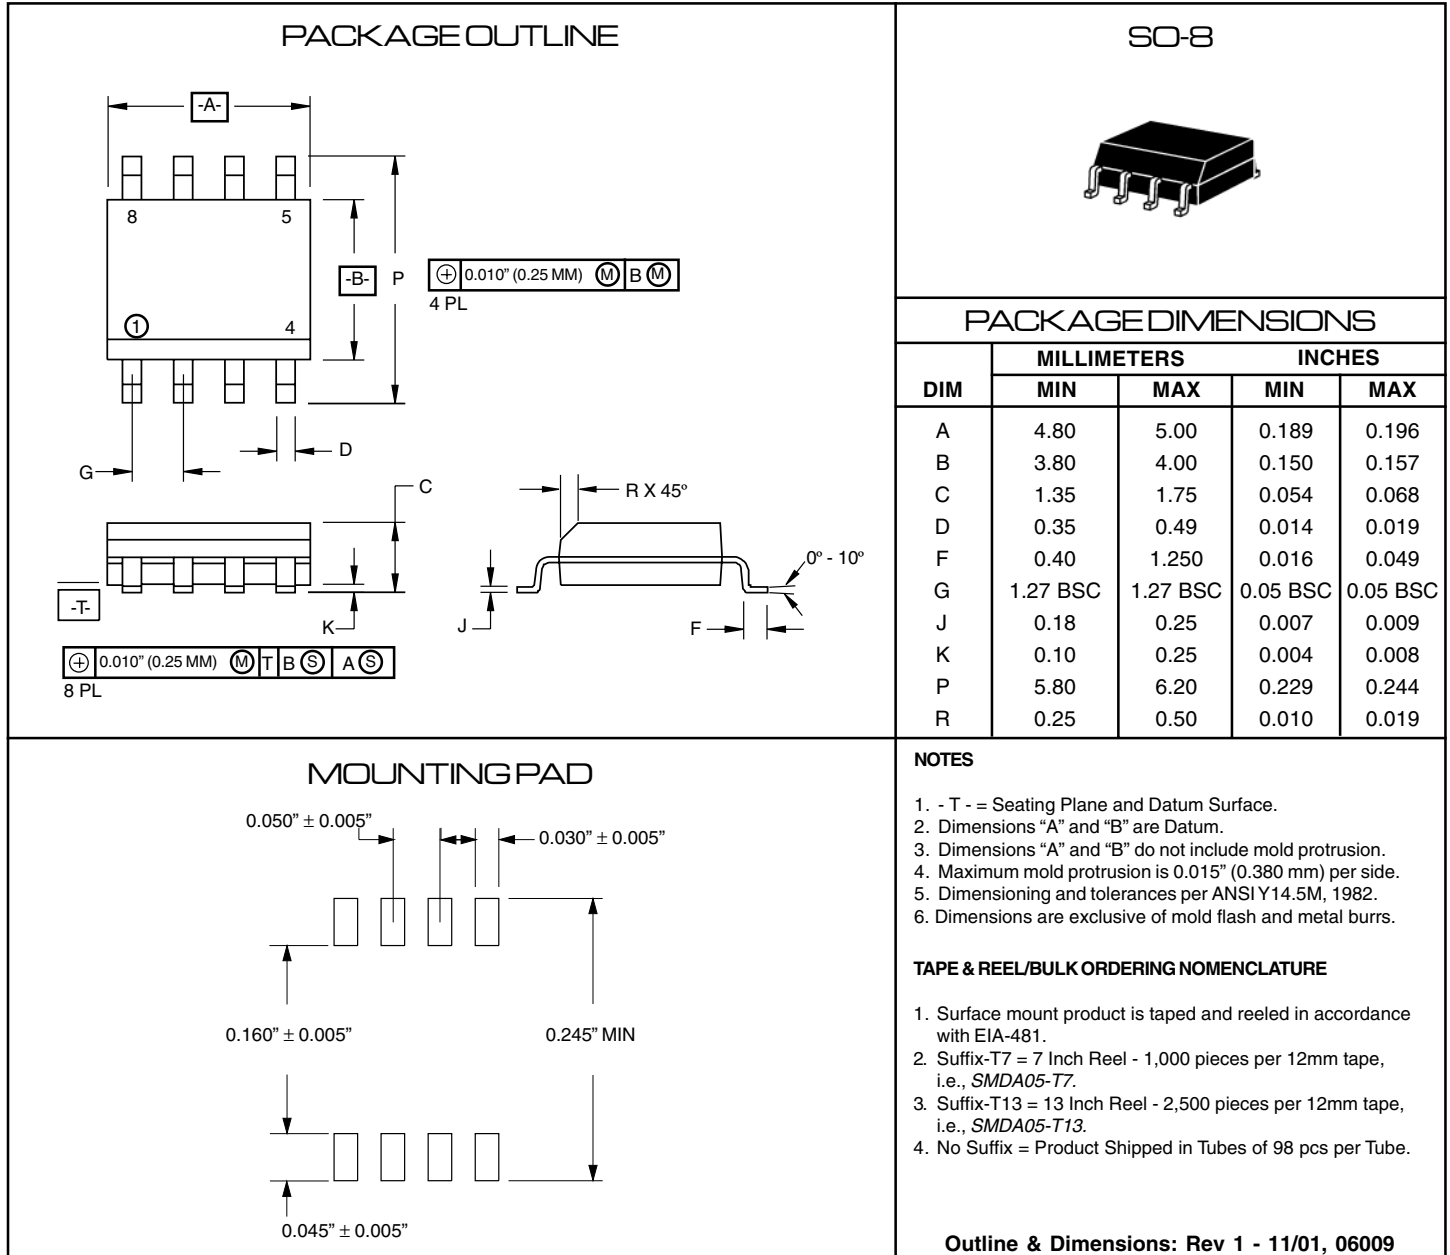 PACKAGE OUTLINE
-A-
8 5
-B- P
⌖ 0.010” (0.25 MM) Ⓜ B Ⓜ
4 PL
① 4
D
G
C
R X 45º
0º - 10º
-T-
K
J
F
⌖ 0.010” (0.25 MM) Ⓜ T B Ⓢ A Ⓢ
8 PL
SO-8
PACKAGE DIMENSIONS
MILLIMETERS INCHES
DIM MIN MAX MIN MAX
A 4.80 5.00 0.189 0.196
B 3.80 4.00 0.150 0.157
C 1.35 1.75 0.054 0.068
D 0.35 0.49 0.014 0.019
F 0.40 1.250 0.016 0.049
G 1.27 BSC 1.27 BSC 0.05 BSC 0.05 BSC
J 0.18 0.25 0.007 0.009
K 0.10 0.25 0.004 0.008
P 5.80 6.20 0.229 0.244
R 0.25 0.50 0.010 0.019
MOUNTING PAD
0.050” ± 0.005”
0.030” ± 0.005”
0.160” ± 0.005”
0.245” MIN
0.045” ± 0.005”
NOTES
1. - T - = Seating Plane and Datum Surface.
2. Dimensions “A” and “B” are Datum.
3. Dimensions “A” and “B” do not include mold protrusion.
4. Maximum mold protrusion is 0.015” (0.380 mm) per side.
5. Dimensioning and tolerances per ANSI Y14.5M, 1982.
6. Dimensions are exclusive of mold flash and metal burrs.
TAPE & REEL/BULK ORDERING NOMENCLATURE
1. Surface mount product is taped and reeled in accordance
with EIA-481.
2. Suffix-T7 = 7 Inch Reel - 1,000 pieces per 12mm tape,
i.e., SMDA05-T7.
3. Suffix-T13 = 13 Inch Reel - 2,500 pieces per 12mm tape,
i.e., SMDA05-T13.
4. No Suffix = Product Shipped in Tubes of 98 pcs per Tube.
Outline & Dimensions: Rev 1 - 11/01, 06009